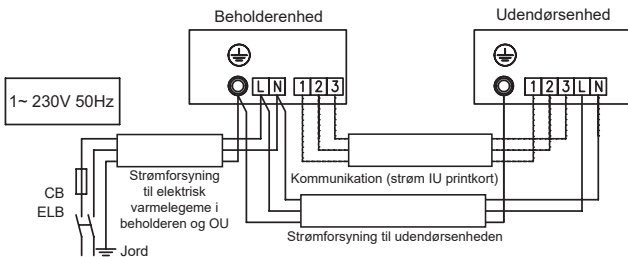 Beholderenhed
Udendørsenhed
L N 1 2 3
1 2 3 L N
1~ 230V 50Hz
Strømforsyning
til elektrisk
varmelegeme i
beholderen og OU
Kommunikation (strøm IU printkort)
CB
ELB
Strømforsyning til udendørsenheden
Jord